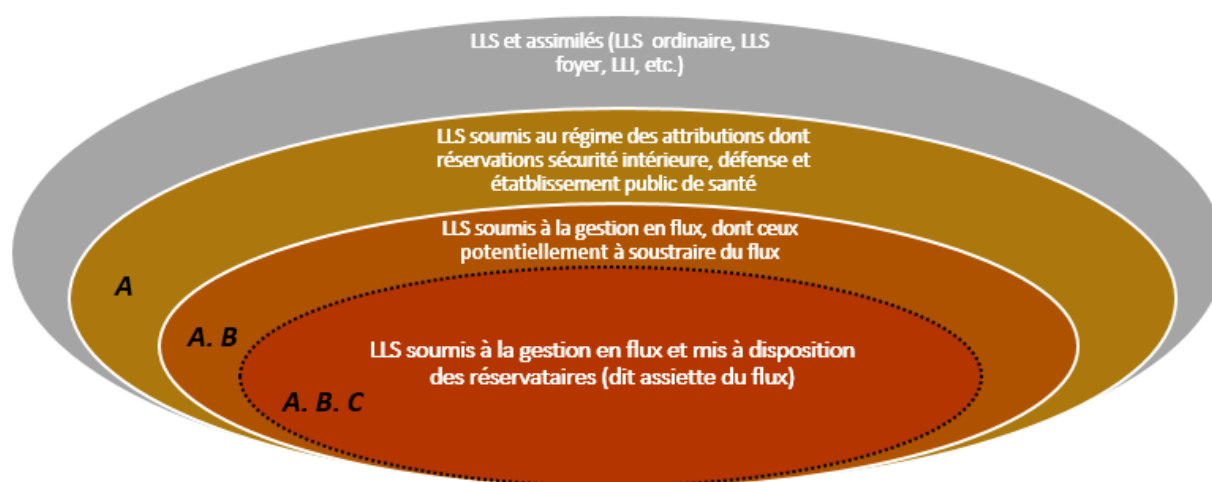 LLS et assimilés (LLS ordinaire, LLS
foyer, LLI, etc.)
LLS soumis au régime des attributions dont
réservations sécurité intérieure, défense et
étatblissement public de santé
LLS soumis à la gestion en flux, dont ceux
potentiellement à soustraire du flux
A
A. B
LLS soumis à la gestion en flux et mis à disposition
des réservataires (dit assiette du flux)
A. B. C